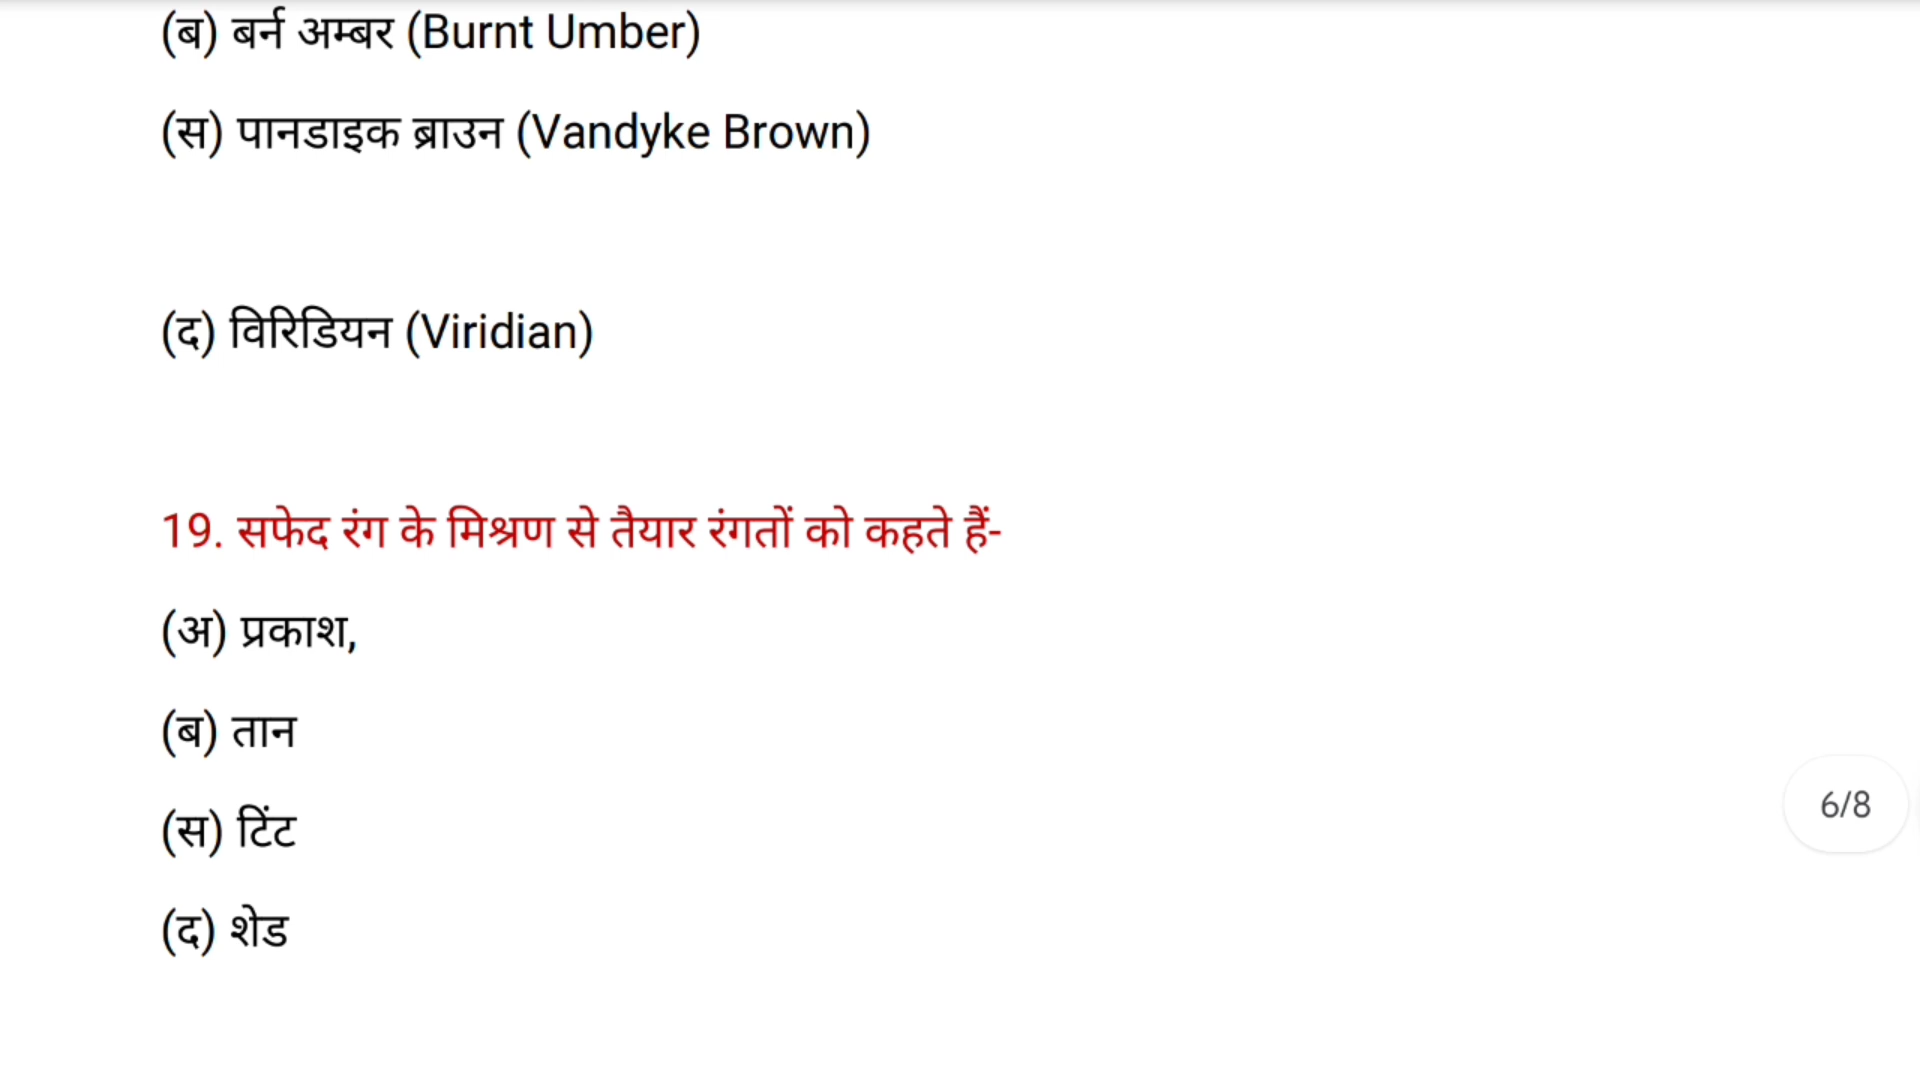 (ब) बर्न अम्बर (Burnt Umber)
(स) पानडाइक ब्राउन (Vandyke Brown)
(द) विरिडियन (Viridian)
19. सफेद रंग के मिश्रण से तैयार रंगतों को कहते हैं-
(अ) प्रकाश,
(ब) तान
(स) टिंट
6/8
(द) शेड